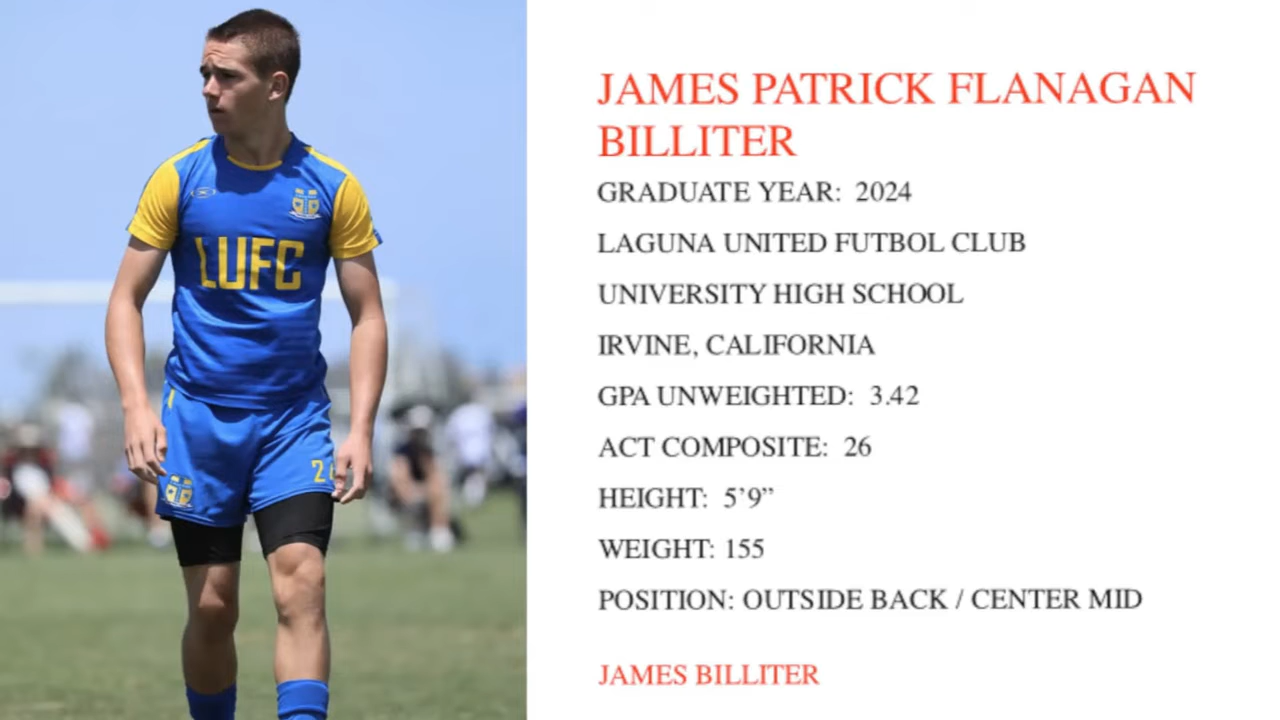 LUFC
JAMES PATRICK FLANAGAN
BILLITER
GRADUATE YEAR: 2024
LAGUNA UNITED FUTBOL CLUB
UNIVERSITY HIGH SCHOOL
IRVINE, CALIFORNIA
GPA UNWEIGHTED: 3.42
ACT COMPOSITE: 26
HEIGHT: 5’9”
WEIGHT: 155
POSITION: OUTSIDE BACK / CENTER MID
JAMES BILLITER